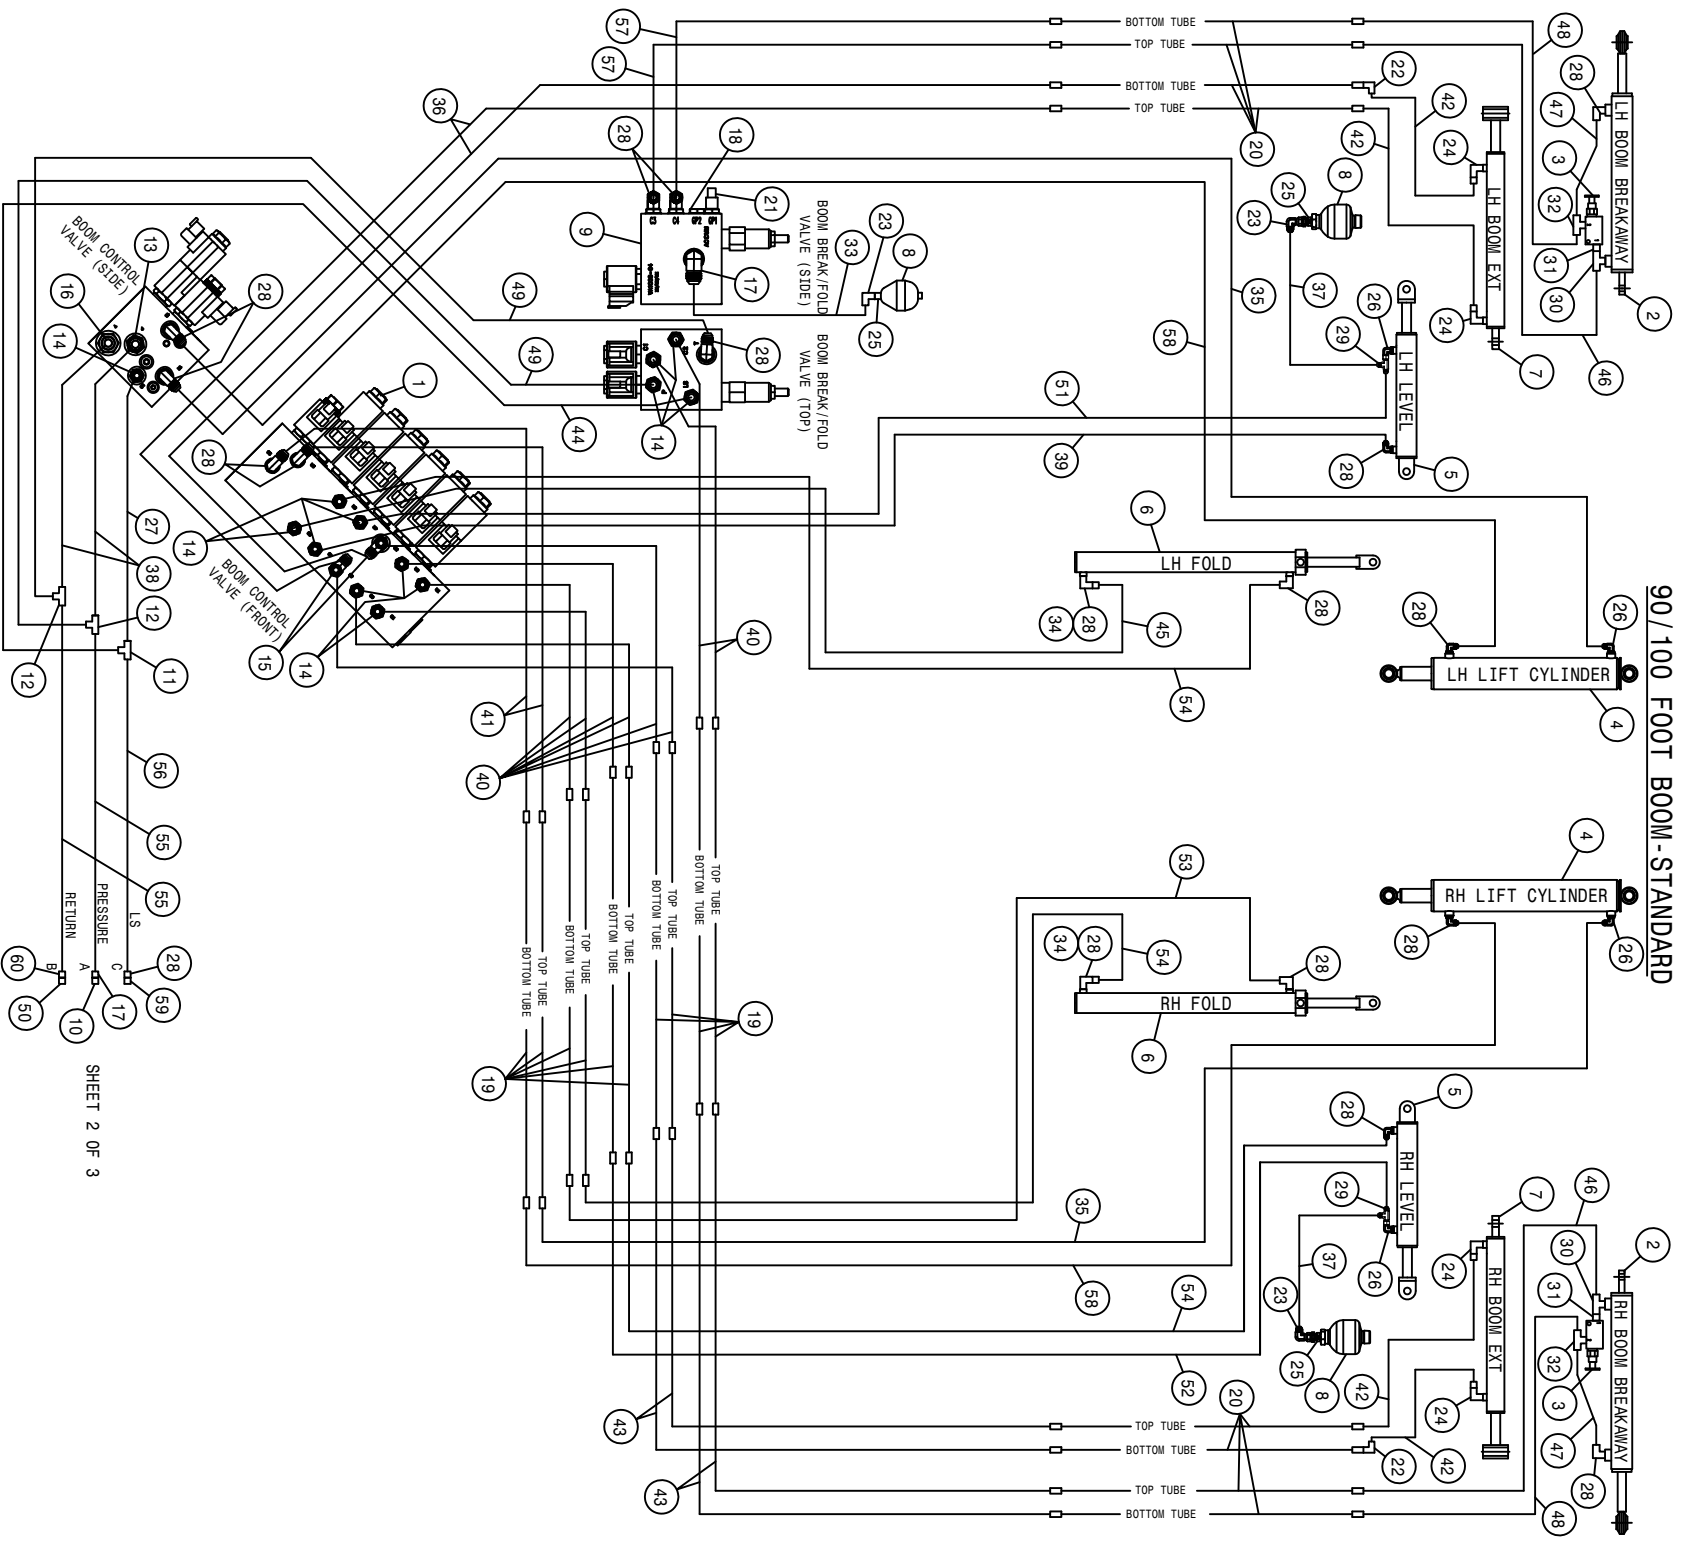 57
BOTTOM TUBE
48
TOP TUBE
57
22
28
BOTTOM TUBE
42
47
LH BOOM BREAKAWAY
36
TOP TUBE
28
18
20
42
24
3
8
LH BOOM EXT
32
21
25
C3
C4
GP2
GP1
BOOM BREAK/FOLD
VALVE (SIDE)
23
9
23
8
31
30
BOOM CONTROL
VALVE (SIDE)
13
17
33
35
37
26
24
2
16
28
49
25
58
29
7
46
14
28
BOOM BREAK/FOLD
VALVE (TOP)
LH LEVEL
1
49
51
44
14
39
28
5
28
6
27
14
LH FOLD
90/100 FOOT BOOM-STANDARD
38
BOOM CONTROL
VALVE (FRONT)
28
28
26
12
34
28
45
40
12
11
15
14
LH LIFT CYLINDER
54
41
4
56
40
55
4
TOP TUBE
BOTTOM TUBE
53
55
LS
PRESSURE
RETURN
TOP TUBE
BOTTOM TUBE
RH LIFT CYLINDER
TOP TUBE
BOTTOM TUBE
TOP TUBE
BOTTOM TUBE
TOP TUBE
BOTTOM TUBE
34
28
54
28
28
26
60
B
A
C
28
50
10
17
59
RH FOLD
19
6
SHEET 2 OF 3
19
28
5
RH LEVEL
29
35
46
7
30
2
26
24
37
31
58
54
23
RH BOOM EXT
32
RH BOOM BREAKAWAY
25
8
52
42
3
20
24
43
TOP TUBE
BOTTOM TUBE
22
42
47
43
TOP TUBE
28
BOTTOM TUBE
48